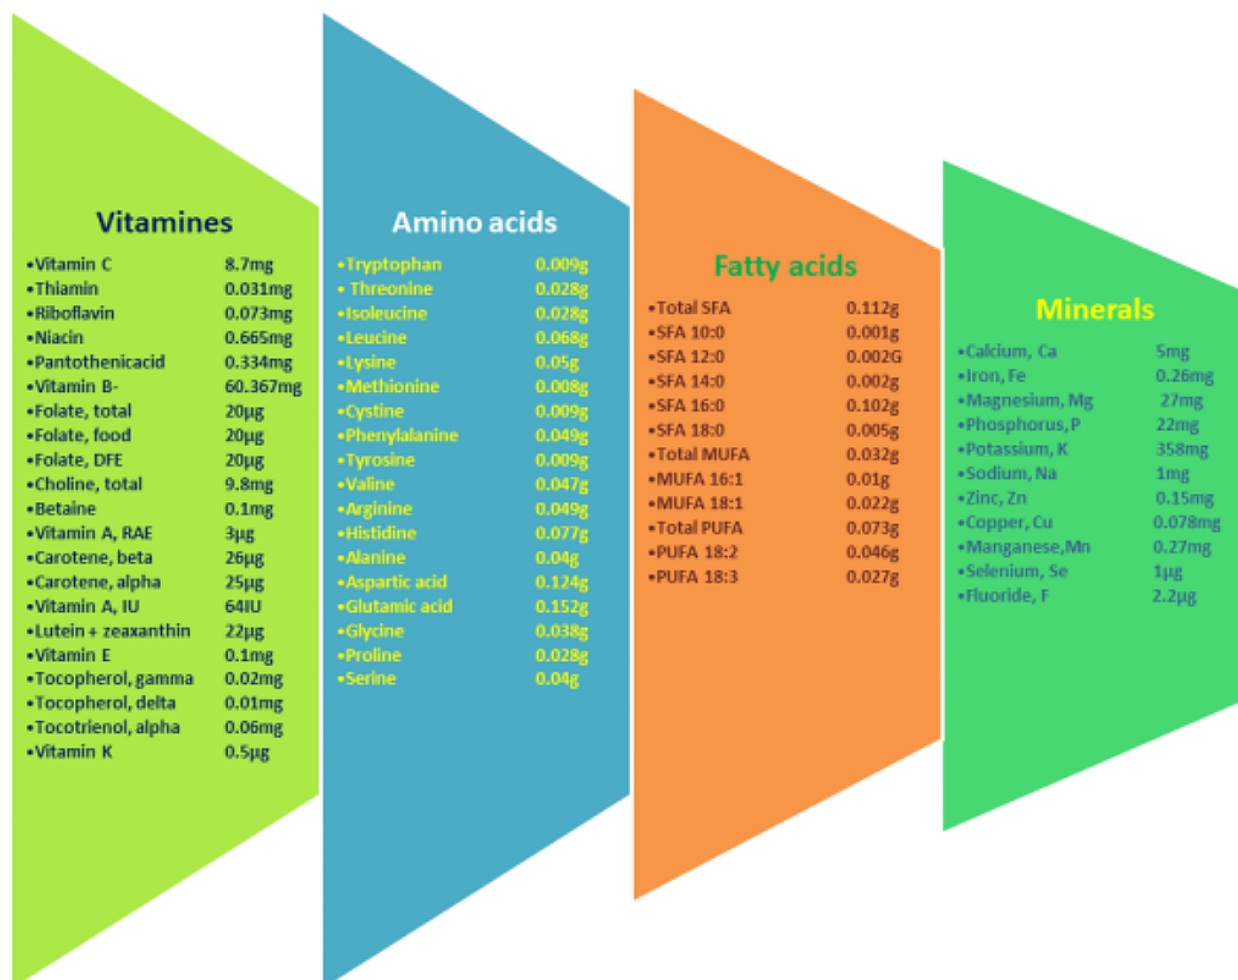 Vitamines
•Vitamin C 8.7mg
•Thiamin 0.031mg
•Riboflavin 0.073mg
•Niacin 0.665mg
•Pantothenicacid 0.334mg
•Vitamin B- 60.367mg
•Folate, total 20µg
•Folate, food 20µg
•Folate, DFE 20µg
•Choline, total 9.8mg
•Betaine 0.1mg
•Vitamin A, RAE 3µg
•Carotene, beta 26µg
•Carotene, alpha 25µg
•Vitamin A, IU 64IU
•Lutein + zeaxanthin 22µg
•Vitamin E 0.1mg
•Tocopherol, gamma 0.02mg
•Tocopherol, delta 0.01mg
•Tocotrienol, alpha 0.06mg
•Vitamin K 0.5µg
Amino acids
•Tryptophan 0.009g
• Threonine 0.028g
•Isoleucine 0.028g
•Leucine 0.068g
•Lysine 0.05g
•Methionine 0.008g
•Cystine 0.009g
•Phenylalanine 0.049g
•Tyrosine 0.009g
•Valine 0.047g
•Arginine 0.049g
•Histidine 0.077g
•Alanine 0.04g
•Aspartic acid 0.124g
•Glutamic acid 0.152g
•Glycine 0.038g
•Proline 0.028g
•Serine 0.04g
Fatty acids
•Total SFA 0.112g
•SFA 10:0 0.001g
•SFA 12:0 0.002G
•SFA 14:0 0.002g
•SFA 16:0 0.102g
•SFA 18:0 0.005g
•Total MUFA 0.032g
•MUFA 16:1 0.01g
•MUFA 18:1 0.022g
•Total PUFA 0.073g
•PUFA 18:2 0.046g
•PUFA 18:3 0.027g
Minerals
•Calcium, Ca 5mg
•Iron, Fe 0.26mg
•Magnesium, Mg 27mg
•Phosphorus, P 22mg
•Potassium, K 358mg
•Sodium, Na 1mg
•Zinc, Zn 0.15mg
•Copper, Cu 0.078mg
•Manganese, Mn 0.27mg
•Selenium, Se 1µg
•Fluoride, F 2.2µg